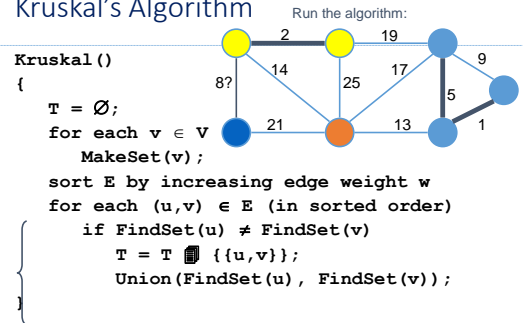 Kruskal's Algorithm
Run the algorithm:
2
19
9
14
17
8?
25
5
21
13
1
Kruskal()
{
T = ∅;
for each v ∈ V
MakeSet(v);
sort E by increasing edge weight w
for each (u,v) ∈ E (in sorted order)
if FindSet(u) ≠ FindSet(v)
T = T 🗐 {{u,v}};
Union(FindSet(u), FindSet(v));
}